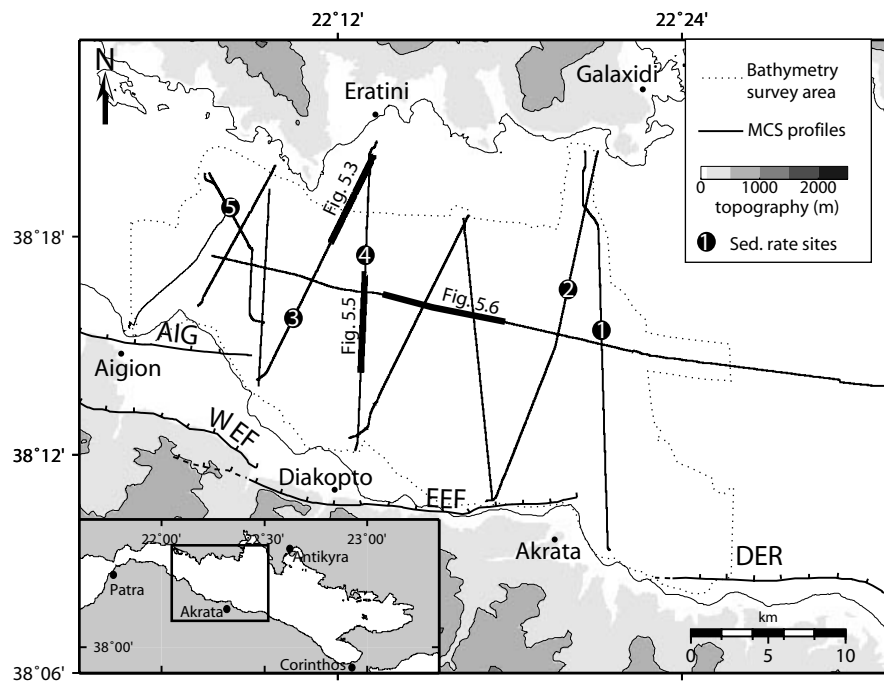 22°12'
22°24'
N
Galaxidi
Eratini
Bathymetry
survey area
MCS profiles
0
1000
2000
topography (m)
1
Sed. rate sites
38°18'
38°12'
38°06'
Fig. 5.3
5
4
2
Fig. 5.6
3
Fig. 5.5
1
AIG
Aigion
WEF
Diakopto
EEF
Akrata
DER
km
0
5
10
22°00'
22°30'
23°00'
Antikyra
Patra
Akrata
38°00'
Corinthos